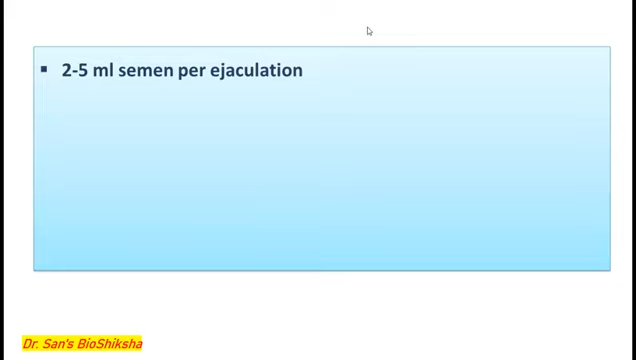 ▪ 2-5 ml semen per ejaculation
Dr. San's BioShiksha